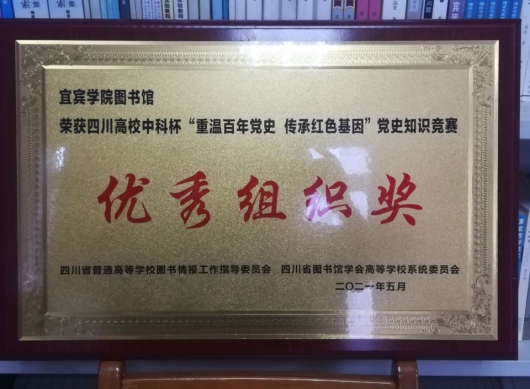 宜宾学院图书馆
荣获四川高校中科杯“重温百年党史 传承红色基因”党史知识竞赛
优秀组织奖
四川省普通高等学校图书情报工作指导委员会 四川省图书馆学会高等学校系统委员会
二〇二一年五月